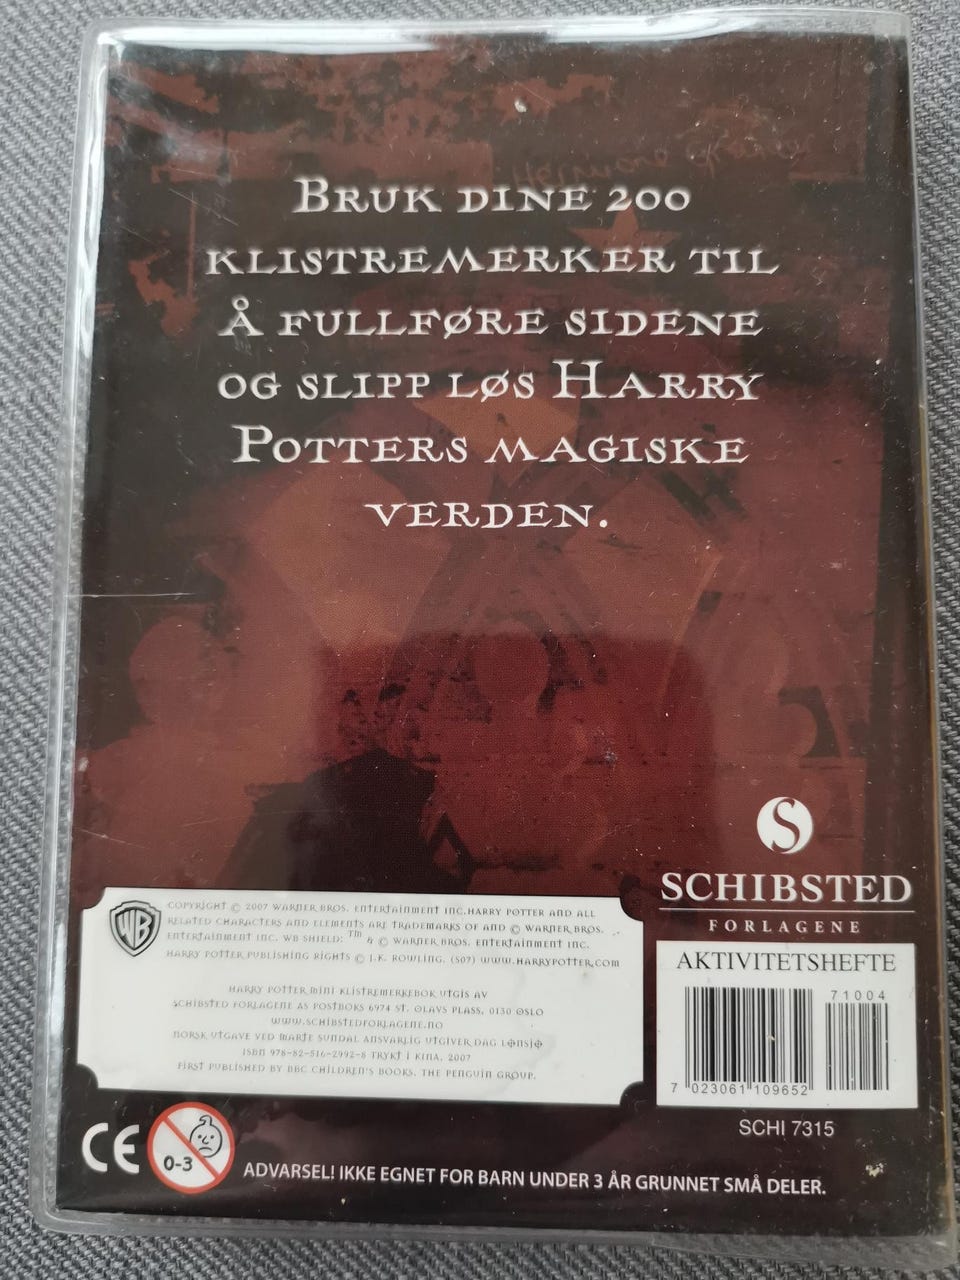 BRUK DINE 200
KLISTREMERKER TIL
Å FULLFØRE SIDENE
OG SLIPP LØS HARRY
POTTERS MAGISKE
VERDEN.
S
SCHIBSTED
FORLAGENE
WB
COPYRIGHT © 2007 WARNER BROS. ENTERTAINMENT INC. HARRY POTTER AND ALL
RELATED CHARACTERS AND ELEMENTS ARE TRADEMARKS OF AND © WARNER BROS.
ENTERTAINMENT INC. WB SHIELD: TM & © WARNER BROS. ENTERTAINMENT INC.
HARRY POTTER PUBLISHING RIGHTS © J.K. ROWLING. (S07) WWW.HARRYPOTTER.COM
HARRY POTTER MINI KLISTREMERKEBOK UTGIS AV
SCHIBSTED FORLAGENE AS POSTBOKS 6974 ST. OLAVS PLASS, 0130 OSLO
WWW.SCHIBSTEDFORLAGENE.NO
NORSK UTGAVE VED MARTE SUNDAL ANSVARLIG UTGIVER DAG LØNSJØ
ISBN 978-82-516-2992-8 TRYKT I KINA, 2007
FIRST PUBLISHED BY BBC CHILDREN'S BOOKS. THE PENGUIN GROUP.
AKTIVITETSHEFTE
71004
7 023061 109652
SCHI 7315
CE
0-3
ADVARSEL! IKKE EGNET FOR BARN UNDER 3 ÅR GRUNNET SMÅ DELER.